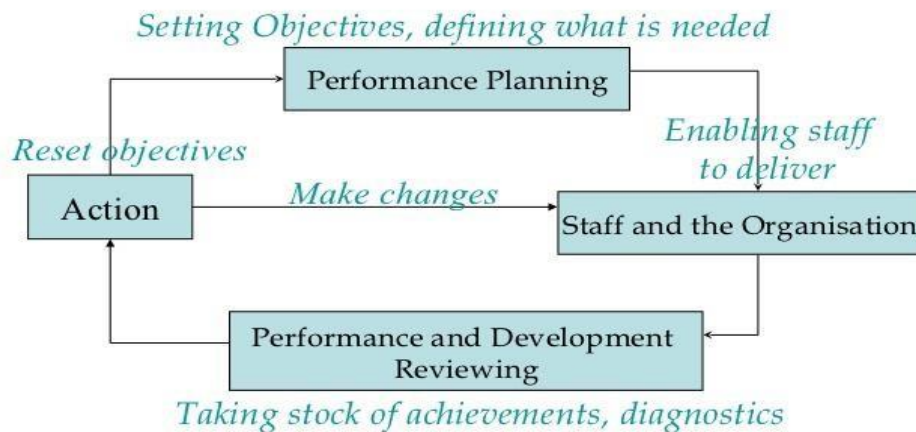 Setting Objectives, defining what is needed
Performance Planning
Enabling staff
to deliver
Reset objectives
Action
Make changes
Staff and the Organisation
Performance and Development
Reviewing
Taking stock of achievements, diagnostics